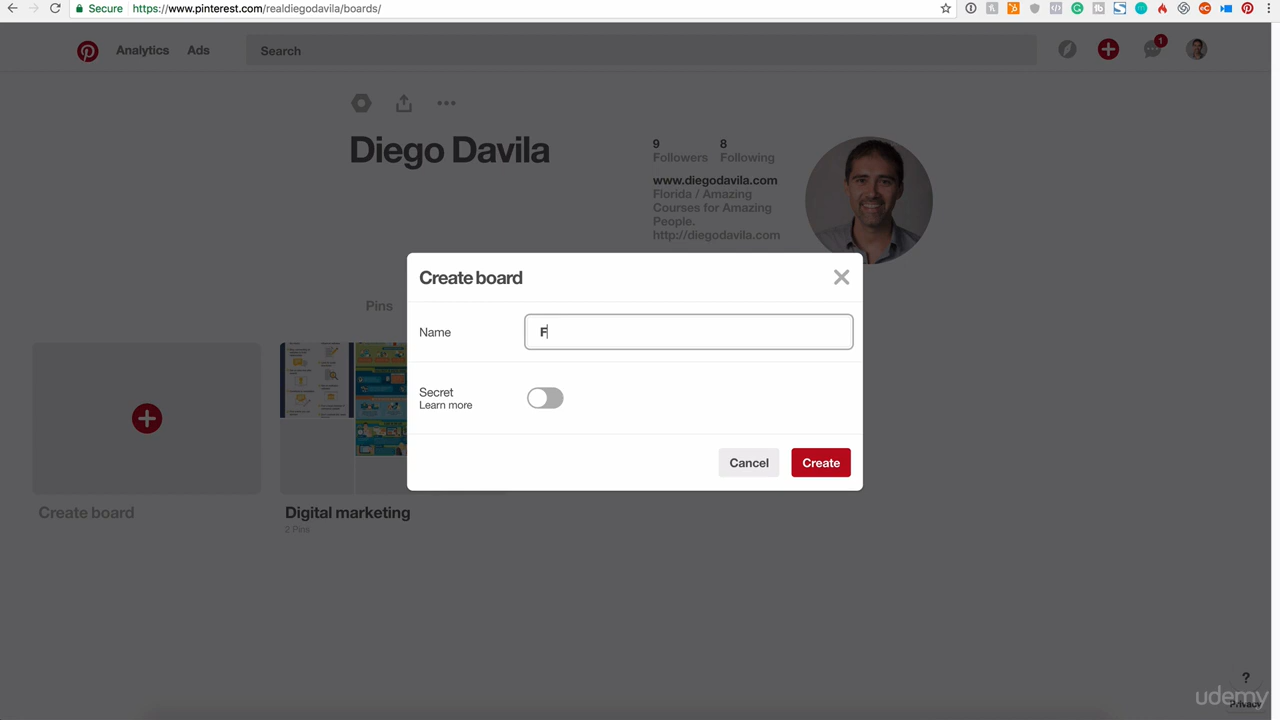 Secure https://www.pinterest.com/realdiegodavila/boards/
Analytics Ads Search 1
Diego Davila
9 8
Followers Following
www.diegodavila.com
Florida / Amazing
Courses for Amazing
People.
http://diegodavila.com
Create board
Pins
Name F
Secret
Learn more
Cancel Create
Create board
Digital marketing
2 Pins
?
udemy
Privacy